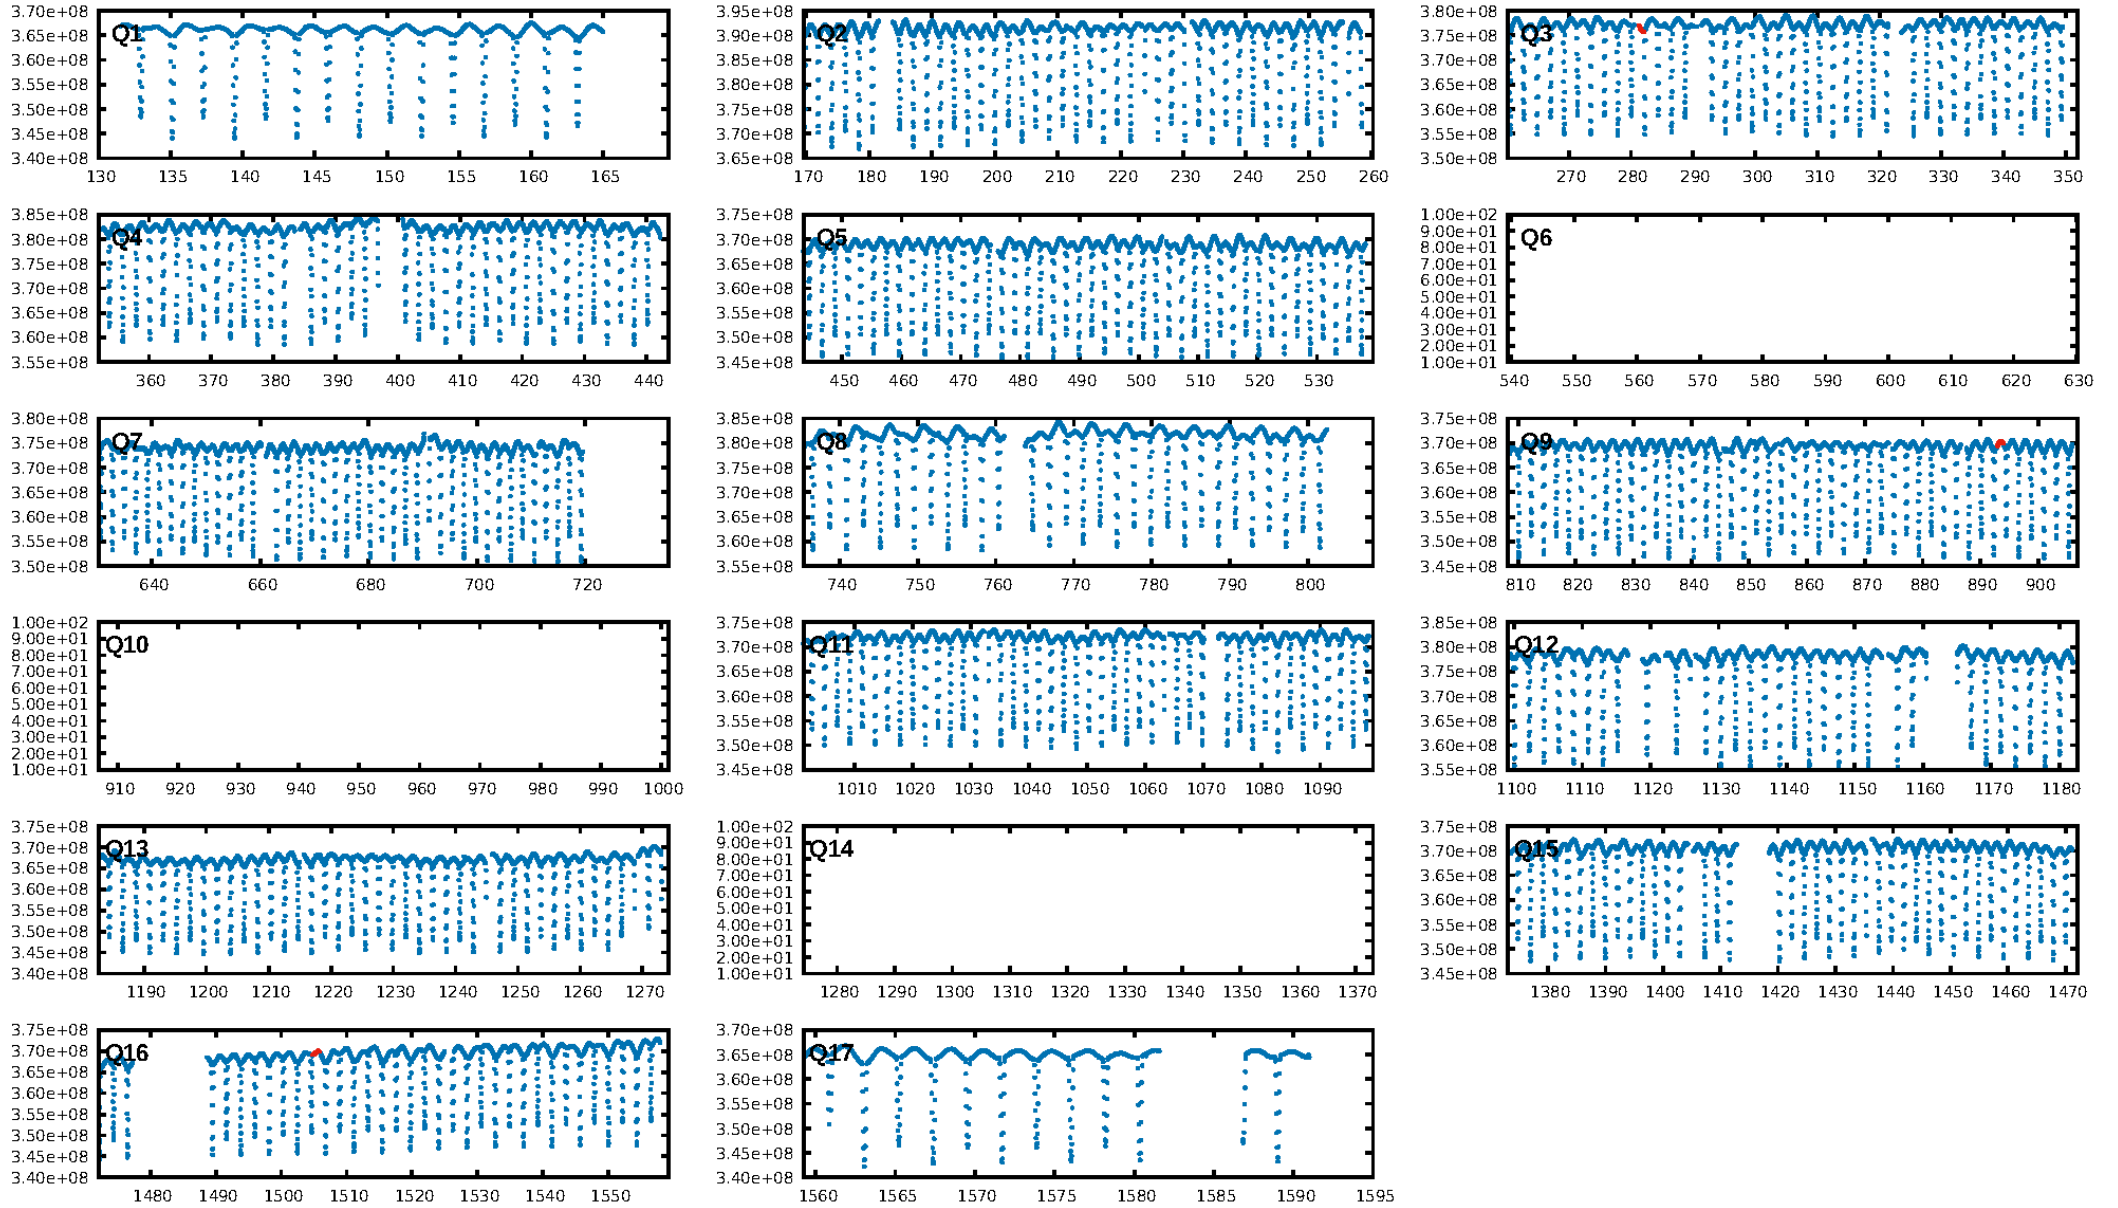 3.70e+08 3.65e+08 3.60e+08 3.55e+08 3.50e+08 3.45e+08 3.40e+08
Q1
130 135 140 145 150 155 160 165
3.95e+08 3.90e+08 3.85e+08 3.80e+08 3.75e+08 3.70e+08 3.65e+08
Q2
170 180 190 200 210 220 230 240 250 260
3.80e+08 3.75e+08 3.70e+08 3.65e+08 3.60e+08 3.55e+08 3.50e+08
Q3
270 280 290 300 310 320 330 340 350
3.85e+08 3.80e+08 3.75e+08 3.70e+08 3.65e+08 3.60e+08 3.55e+08
Q4
360 370 380 390 400 410 420 430 440
3.75e+08 3.70e+08 3.65e+08 3.60e+08 3.55e+08 3.50e+08 3.45e+08
Q5
450 460 470 480 490 500 510 520 530
1.00e+02 9.00e+01 8.00e+01 7.00e+01 6.00e+01 5.00e+01 4.00e+01 3.00e+01 2.00e+01 1.00e+01
Q6
540 550 560 570 580 590 600 610 620 630
3.80e+08 3.75e+08 3.70e+08 3.65e+08 3.60e+08 3.55e+08 3.50e+08
Q7
640 660 680 700 720
3.85e+08 3.80e+08 3.75e+08 3.70e+08 3.65e+08 3.60e+08 3.55e+08
Q8
740 750 760 770 780 790 800
3.75e+08 3.70e+08 3.65e+08 3.60e+08 3.55e+08 3.50e+08 3.45e+08
Q9
810 820 830 840 850 860 870 880 890 900
1.00e+02 9.00e+01 8.00e+01 7.00e+01 6.00e+01 5.00e+01 4.00e+01 3.00e+01 2.00e+01 1.00e+01
Q10
910 920 930 940 950 960 970 980 990 1000
3.75e+08 3.70e+08 3.65e+08 3.60e+08 3.55e+08 3.50e+08 3.45e+08
Q11
1010 1020 1030 1040 1050 1060 1070 1080 1090
3.85e+08 3.80e+08 3.75e+08 3.70e+08 3.65e+08 3.60e+08 3.55e+08
Q12
1100 1110 1120 1130 1140 1150 1160 1170 1180
3.75e+08 3.70e+08 3.65e+08 3.60e+08 3.55e+08 3.50e+08 3.45e+08 3.40e+08
Q13
1190 1200 1210 1220 1230 1240 1250 1260 1270
1.00e+02 9.00e+01 8.00e+01 7.00e+01 6.00e+01 5.00e+01 4.00e+01 3.00e+01 2.00e+01 1.00e+01
Q14
1280 1290 1300 1310 1320 1330 1340 1350 1360 1370
3.75e+08 3.70e+08 3.65e+08 3.60e+08 3.55e+08 3.50e+08 3.45e+08
Q15
1380 1390 1400 1410 1420 1430 1440 1450 1460 1470
3.75e+08 3.70e+08 3.65e+08 3.60e+08 3.55e+08 3.50e+08 3.45e+08 3.40e+08
Q16
1480 1490 1500 1510 1520 1530 1540 1550
3.70e+08 3.65e+08 3.60e+08 3.55e+08 3.50e+08 3.45e+08 3.40e+08
Q17
1560 1565 1570 1575 1580 1585 1590 1595